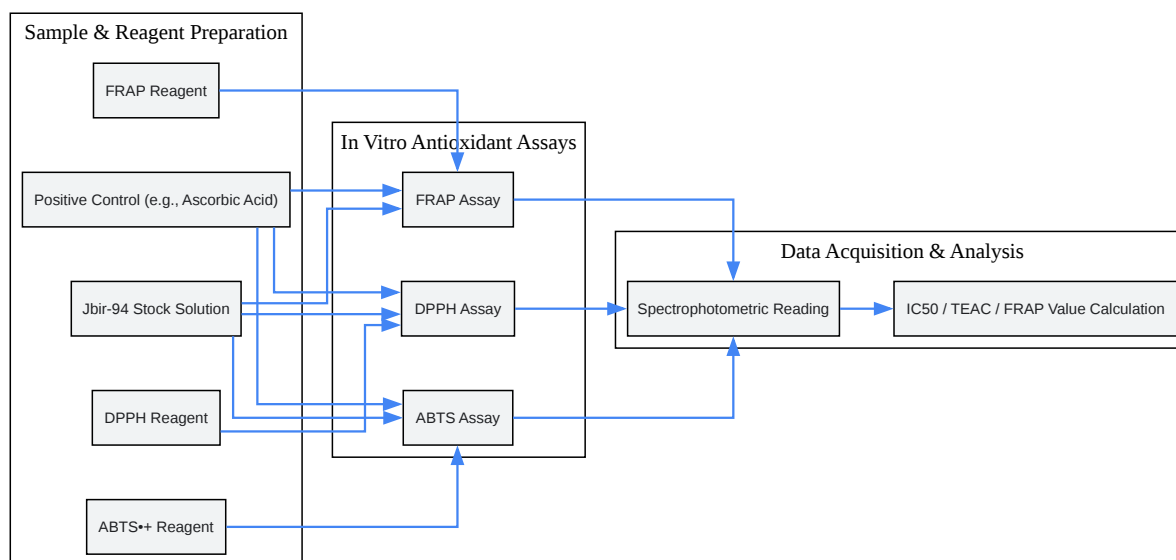 Sample & Reagent Preparation
FRAP Reagent
Positive Control (e.g., Ascorbic Acid)
Jbir-94 Stock Solution
DPPH Reagent
ABTS•+ Reagent
In Vitro Antioxidant Assays
FRAP Assay
DPPH Assay
ABTS Assay
Data Acquisition & Analysis
Spectrophotometric Reading
IC50 / TEAC / FRAP Value Calculation